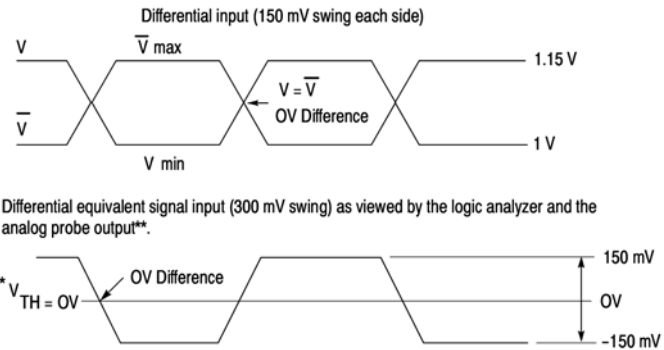 Differential input (150 mV swing each side)
V
V̅ max
1.15 V
V = V̅
OV Difference
V̅
1 V
V min
Differential equivalent signal input (300 mV swing) as viewed by the logic analyzer and the
analog probe output**.
150 mV
OV Difference
* V TH = OV
OV
–150 mV